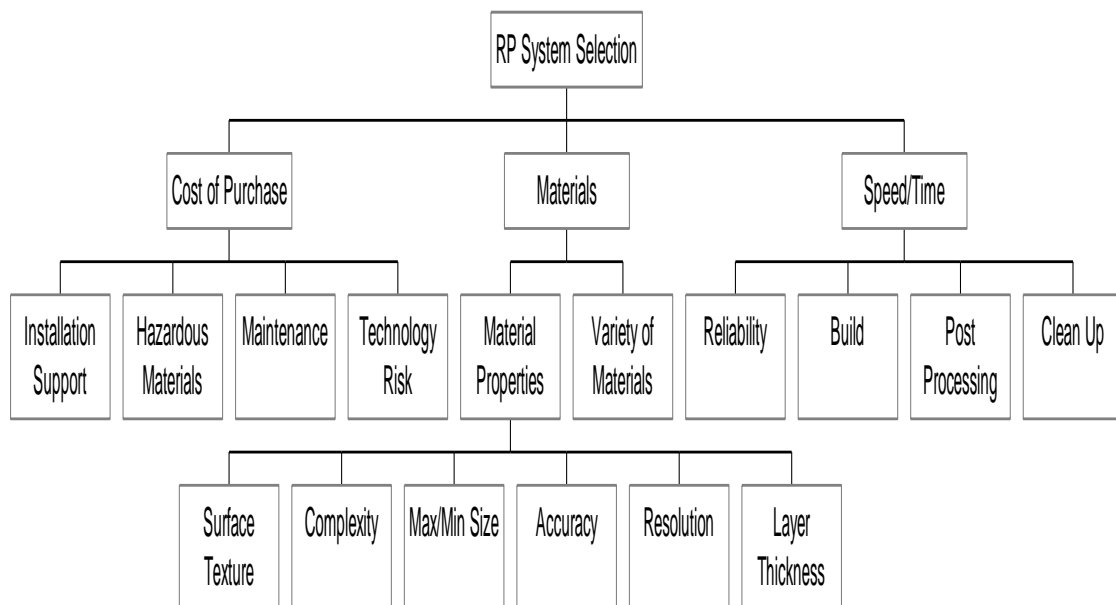 RP System Selection
Cost of Purchase
Materials
Speed/Time
Installation
Support
Hazardous
Materials
Maintenance
Technology
Risk
Material
Properties
Variety of
Materials
Reliability
Build
Post
Processing
Clean Up
Surface
Texture
Complexity
Max/Min Size
Accuracy
Resolution
Layer
Thickness